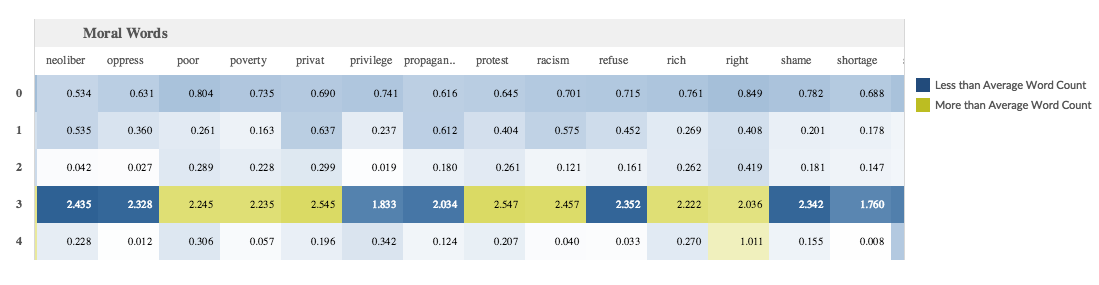 Moral Words
neoliber oppress poor poverty privat privilege propagan.. protest racism refuse rich right shame shortage
0 0.534 0.631 0.804 0.735 0.690 0.741 0.616 0.645 0.701 0.715 0.761 0.849 0.782 0.688
Less than Average Word Count
More than Average Word Count
1 0.535 0.360 0.261 0.163 0.637 0.237 0.612 0.404 0.575 0.452 0.269 0.408 0.201 0.178
2 0.042 0.027 0.289 0.228 0.299 0.019 0.180 0.261 0.121 0.161 0.262 0.419 0.181 0.147
3 2.435 2.328 2.245 2.235 2.545 1.833 2.034 2.547 2.457 2.352 2.222 2.036 2.342 1.760
4 0.228 0.012 0.306 0.057 0.196 0.342 0.124 0.207 0.040 0.033 0.270 1.011 0.155 0.008